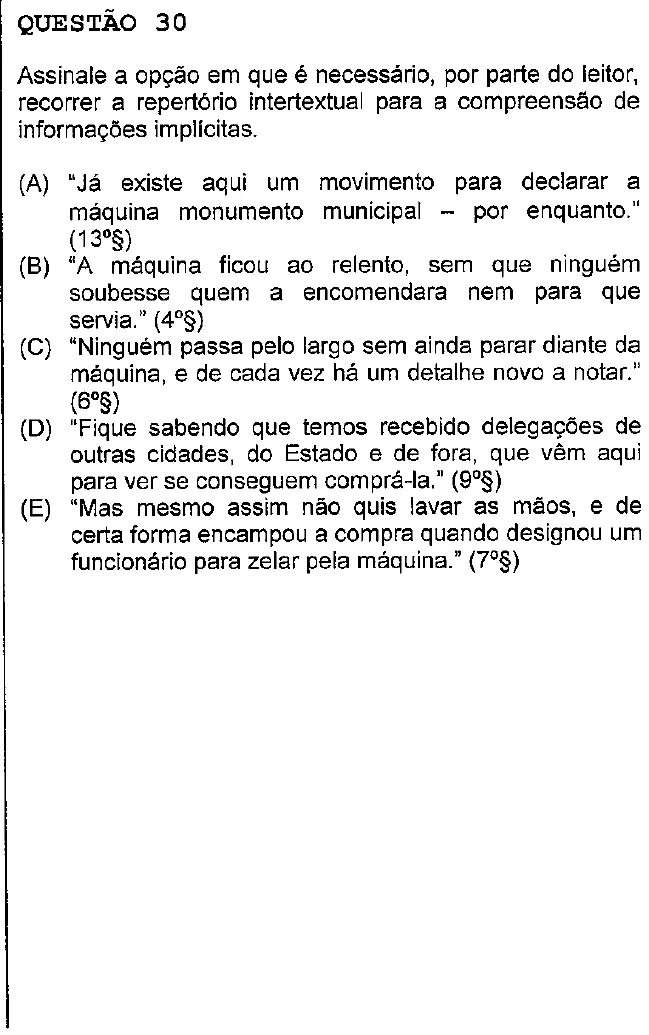 QUESTÃO 30
Assinale a opção em que é necessário, por parte do leitor,
recorrer a repertório intertextual para a compreensão de
informações implícitas.
(A) "Já existe aqui um movimento para declarar a
máquina monumento municipal – por enquanto."
(13º§)
(B) "A máquina ficou ao relento, sem que ninguém
soubesse quem a encomendara nem para que
servia." (4º§)
(C) "Ninguém passa pelo largo sem ainda parar diante da
máquina, e de cada vez há um detalhe novo a notar."
(6º§)
(D) "Fique sabendo que temos recebido delegações de
outras cidades, do Estado e de fora, que vêm aqui
para ver se conseguem comprá-la." (9º§)
(E) "Mas mesmo assim não quis lavar as mãos, e de
certa forma encampou a compra quando designou um
funcionário para zelar pela máquina." (7º§)